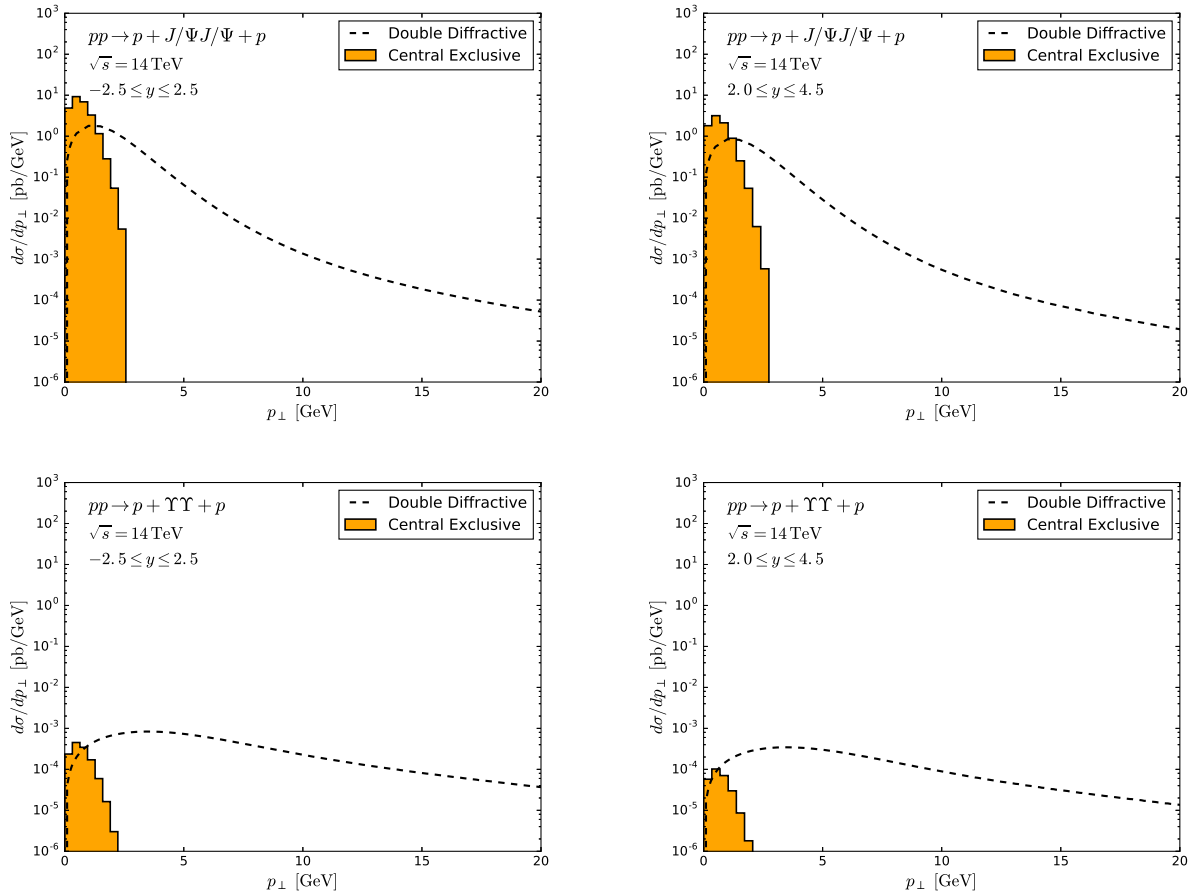 pp → p + J/ΨJ/Ψ + p
√s = 14 TeV
−2.5 ≤ y ≤ 2.5
Double Diffractive
Central Exclusive
10^3
10^2
10^1
10^0
10^-1
10^-2
10^-3
10^-4
10^-5
10^-6
dσ/dp⊥ [pb/GeV]
0 5 10 15 20
p⊥ [GeV]
pp → p + J/ΨJ/Ψ + p
√s = 14 TeV
2.0 ≤ y ≤ 4.5
Double Diffractive
Central Exclusive
10^3
10^2
10^1
10^0
10^-1
10^-2
10^-3
10^-4
10^-5
10^-6
dσ/dp⊥ [pb/GeV]
0 5 10 15 20
p⊥ [GeV]
pp → p + ΥΥ + p
√s = 14 TeV
−2.5 ≤ y ≤ 2.5
Double Diffractive
Central Exclusive
10^3
10^2
10^1
10^0
10^-1
10^-2
10^-3
10^-4
10^-5
10^-6
dσ/dp⊥ [pb/GeV]
0 5 10 15 20
p⊥ [GeV]
pp → p + ΥΥ + p
√s = 14 TeV
2.0 ≤ y ≤ 4.5
Double Diffractive
Central Exclusive
10^3
10^2
10^1
10^0
10^-1
10^-2
10^-3
10^-4
10^-5
10^-6
dσ/dp⊥ [pb/GeV]
0 5 10 15 20
p⊥ [GeV]